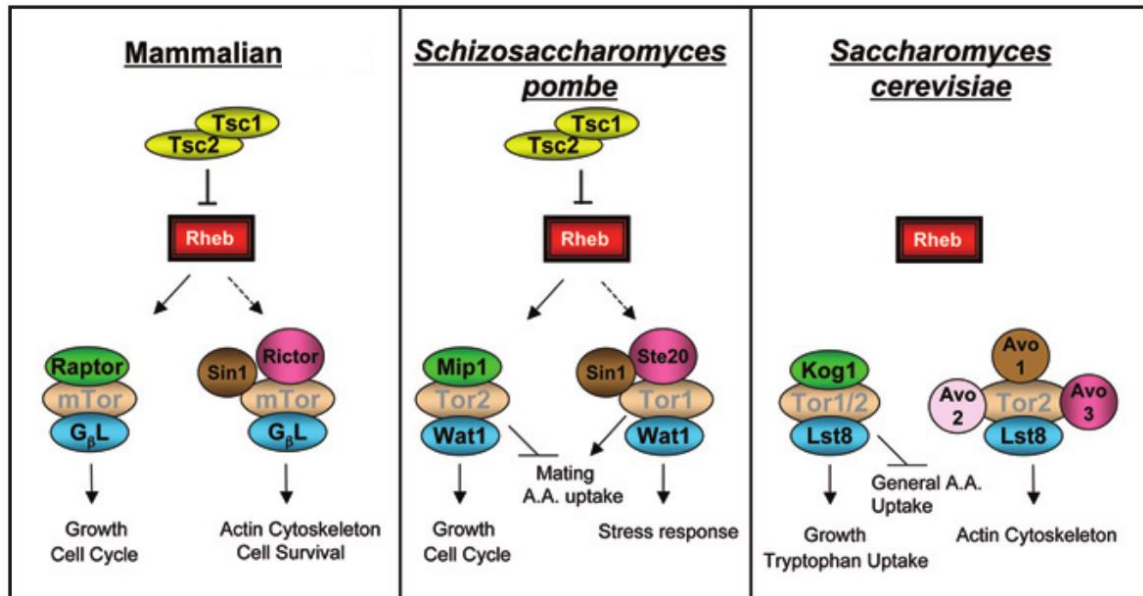 Mammalian
Tsc1
Tsc2
Rheb
Raptor
mTor
GβL
Sin1
Rictor
mTor
GβL
Growth
Cell Cycle
Actin Cytoskeleton
Cell Survival
Schizosaccharomyces
pombe
Tsc1
Tsc2
Rheb
Mip1
Tor2
Wat1
Sin1
Ste20
Tor1
Wat1
Mating
A.A. uptake
Growth
Cell Cycle
Stress response
Saccharomyces
cerevisiae
Rheb
Kog1
Tor1/2
Lst8
Avo
1
Avo
2
Tor2
Avo
3
Lst8
General A.A.
Uptake
Growth
Tryptophan Uptake
Actin Cytoskeleton